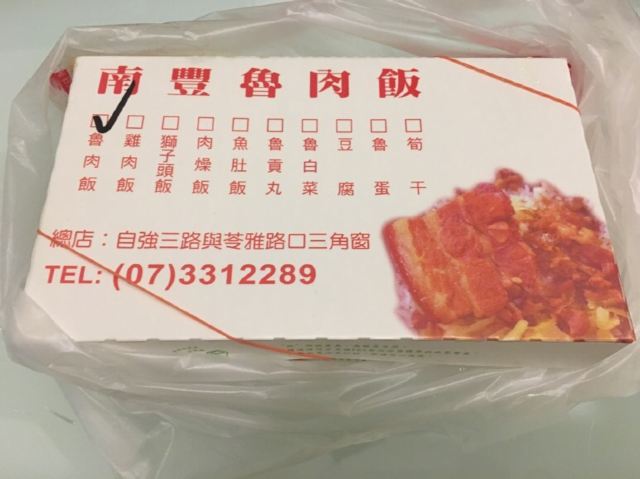 南豐魯肉飯
魯肉飯
雞肉飯
獅子頭飯
肉燥飯
魚肚飯
魯貢丸
魯白菜
豆腐
魯蛋
筍干
總店：自強三路與苓雅路口三角窗
TEL: (07)3312289